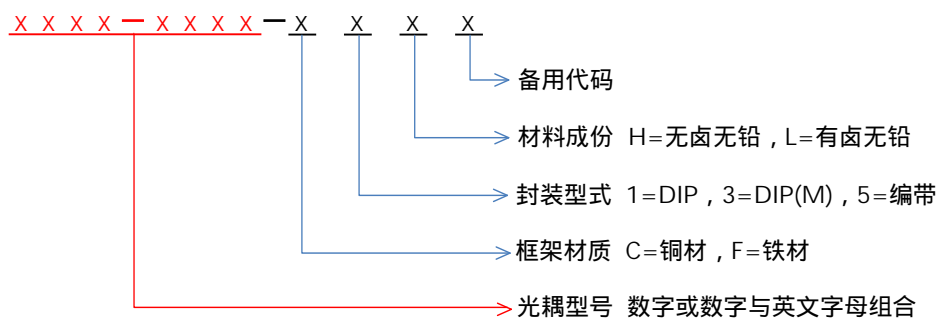 XXXX-XXXX-X X X X
备用代码
材料成份 H=无卤无铅，L=有卤无铅
封装型式 1=DIP，3=DIP(M)，5=编带
框架材质 C=铜材，F=铁材
光耦型号 数字或数字与英文字母组合